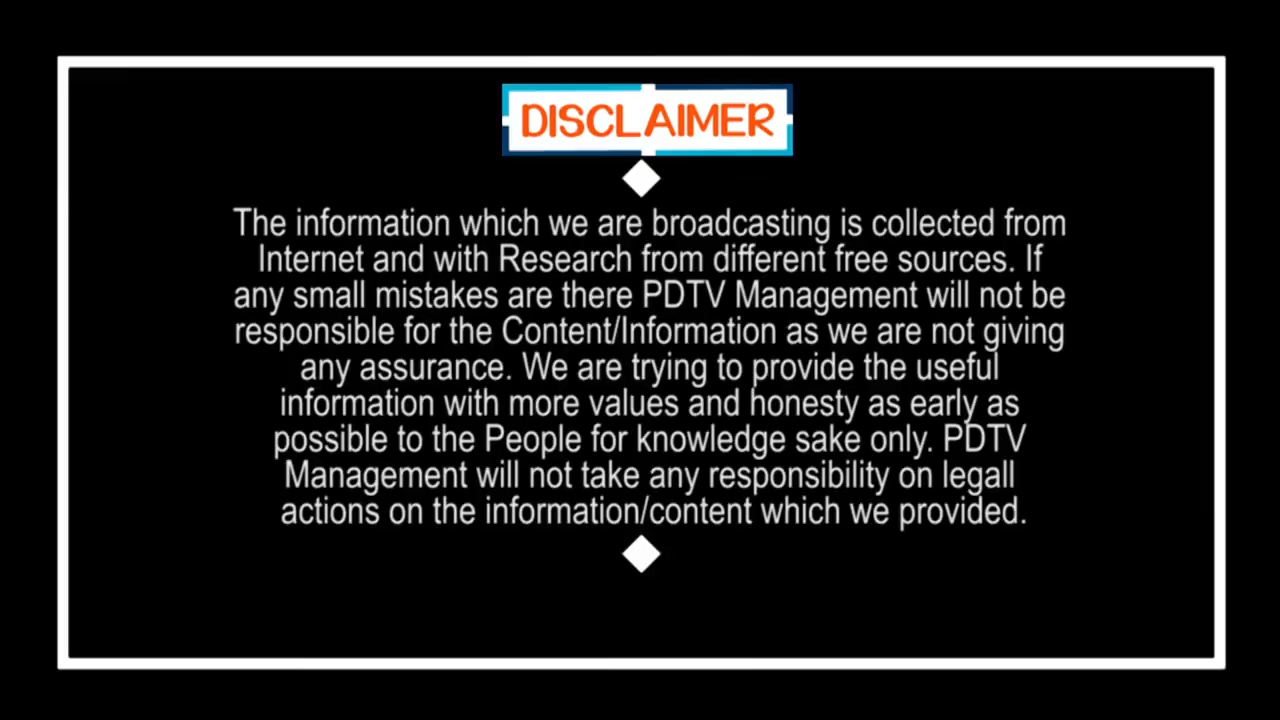 DISCLAIMER
The information which we are broadcasting is collected from
Internet and with Research from different free sources. If
any small mistakes are there PDTV Management will not be
responsible for the Content/Information as we are not giving
any assurance. We are trying to provide the useful
information with more values and honesty as early as
possible to the People for knowledge sake only. PDTV
Management will not take any responsibility on legall
actions on the information/content which we provided.